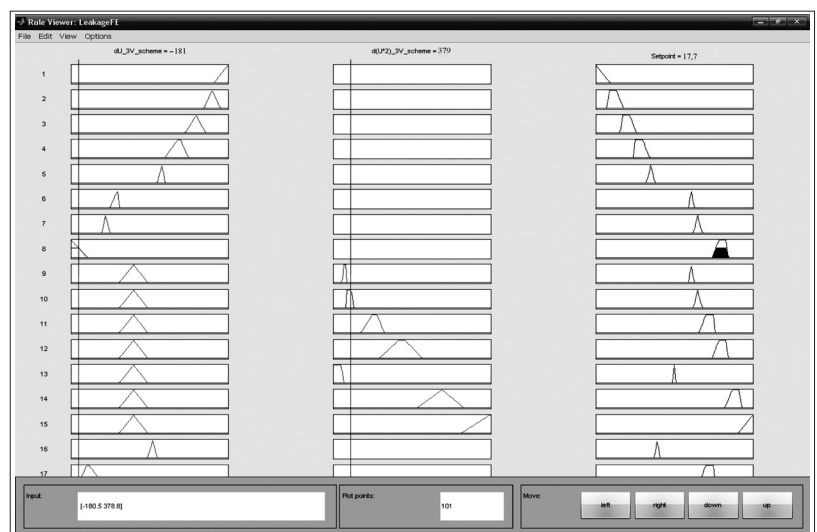 Rule Viewer: LeakageFE
File Edit View Options
dU_3V_scheme = -181
d(U*2)_3V_scheme = 379
Setpoint = 17,7
1
2
3
4
5
6
7
8
9
10
11
12
13
14
15
16
17
Input:
[-180.5 378.8]
Plot points:
101
Move:
left
right
down
up